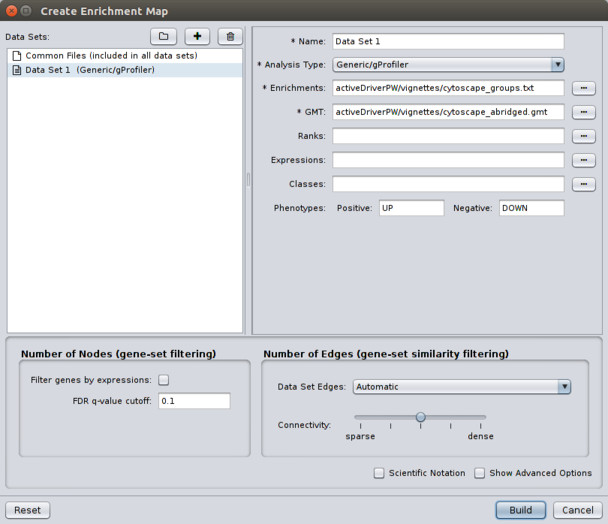 Create Enrichment Map
Data Sets:
Common Files (included in all data sets)
Data Set 1 (Generic/gProfiler)
* Name: Data Set 1
* Analysis Type: Generic/gProfiler
* Enrichments: activeDriverPW/vignettes/cytoscape_groups.txt ...
* GMT: activeDriverPW/vignettes/cytoscape_abridged.gmt ...
Ranks: ...
Expressions: ...
Classes: ...
Phenotypes: Positive: UP Negative: DOWN
Number of Nodes (gene-set filtering)
Filter genes by expressions:
FDR q-value cutoff: 0.1
Number of Edges (gene-set similarity filtering)
Data Set Edges: Automatic
Connectivity:
sparse dense
Scientific Notation Show Advanced Options
Reset Build Cancel